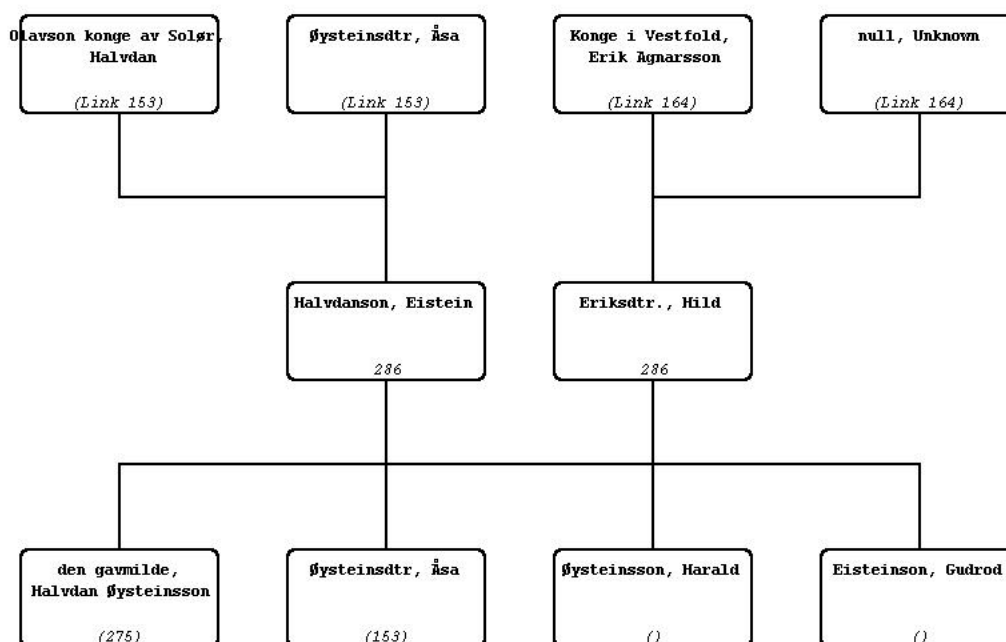 Olavson konge av Solør,
Halvdan
(Link 153)
Øysteinsdtr, Åsa
(Link 153)
Konge i Vestfold,
Erik Agnarsson
(Link 164)
null, Unknown
(Link 164)
Halvdanson, Eistein
286
Eriksdtr., Hild
286
den gavmilde,
Halvdan Øysteinsson
(275)
Øysteinsdtr, Åsa
(153)
Øysteinsson, Harald
()
Eisteinson, Gudrod
()